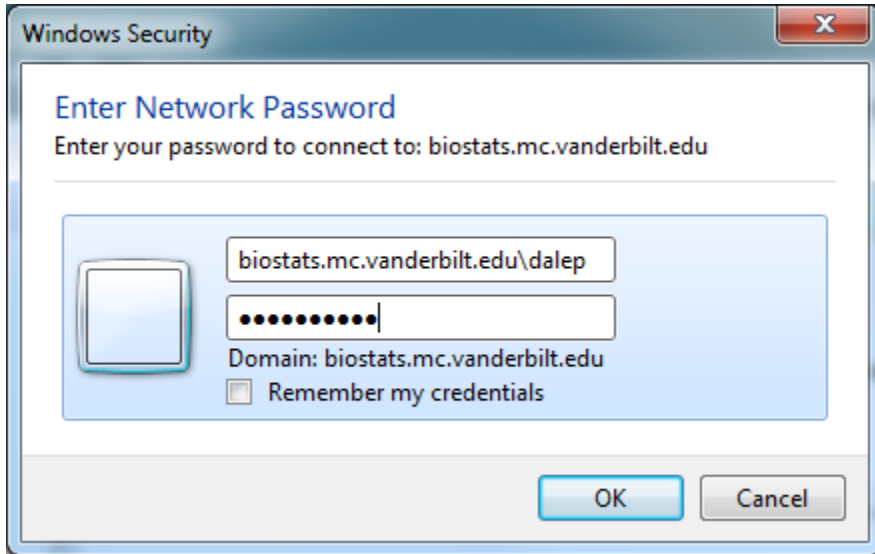 Windows Security
Enter Network Password
Enter your password to connect to: biostats.mc.vanderbilt.edu
biostats.mc.vanderbilt.edu\dalep
●●●●●●●●●●
Domain: biostats.mc.vanderbilt.edu
Remember my credentials
OK
Cancel